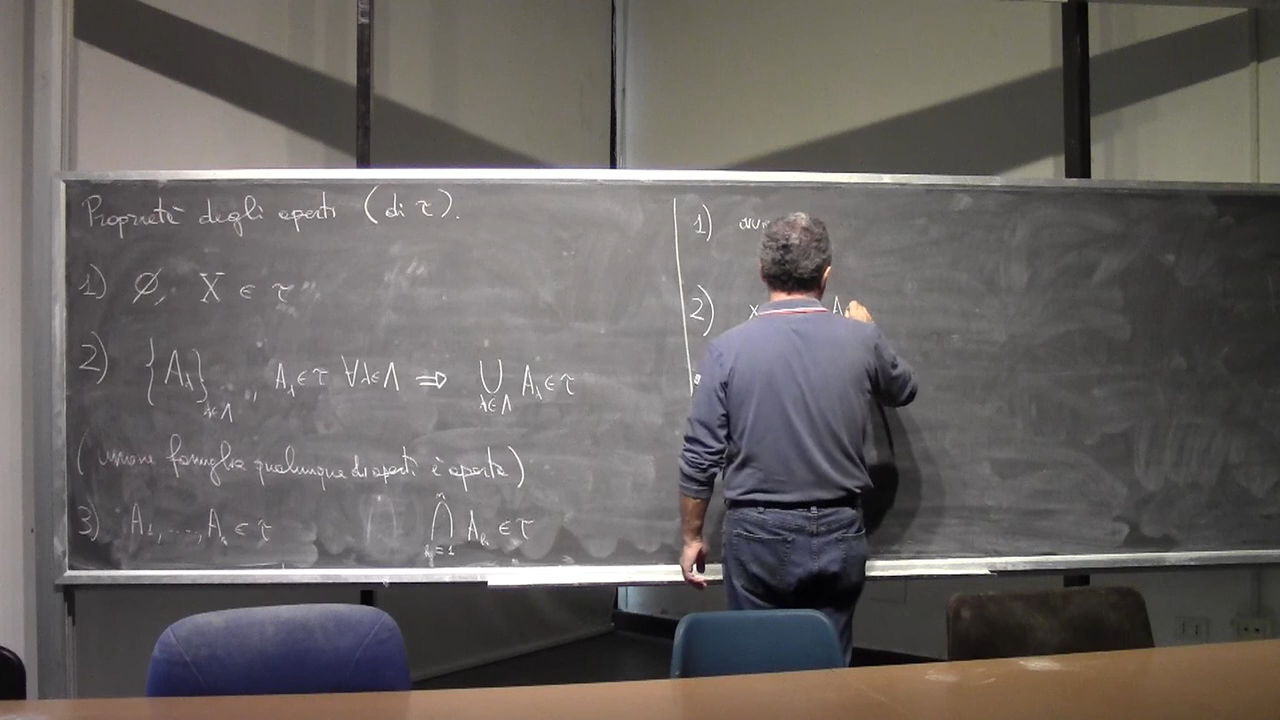 Proprietà degli aperti (di τ).
1) ∅, X ∈ τ
2) {A_λ}_{λ∈Λ}, A_λ ∈ τ ∀λ∈Λ ⇒ ⋃_{λ∈Λ} A_λ ∈ τ
(unione famiglia qualunque di aperti è aperta)
3) A_1, ..., A_n ∈ τ ⋂_{k=1}^{n} A_k ∈ τ
1)
2) x A